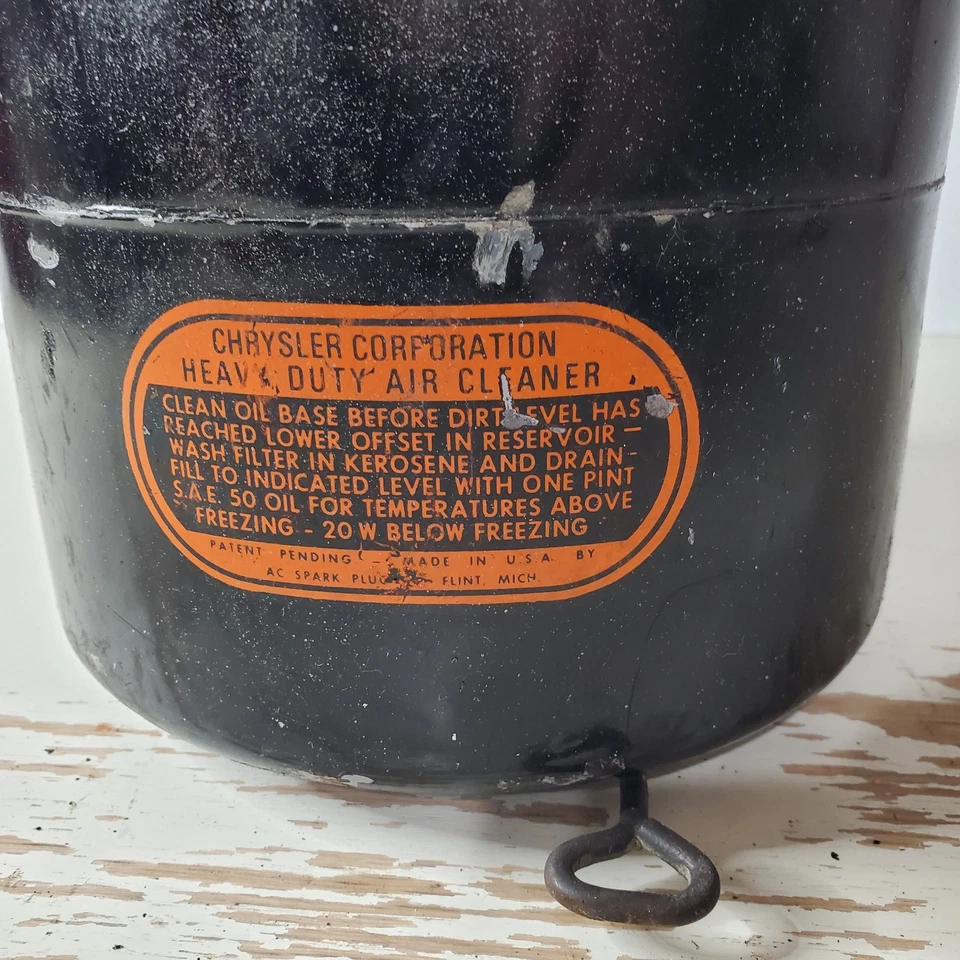 CHRYSLER CORPORATION
HEAVY DUTY AIR CLEANER
CLEAN OIL BASE BEFORE DIRT LEVEL HAS
REACHED LOWER OFFSET IN RESERVOIR –
WASH FILTER IN KEROSENE AND DRAIN-
FILL TO INDICATED LEVEL WITH ONE PINT
S.A.E. 50 OIL FOR TEMPERATURES ABOVE
FREEZING - 20 W BELOW FREEZING
PATENT PENDING - MADE IN U.S.A. BY
AC SPARK PLUG FLINT, MICH.